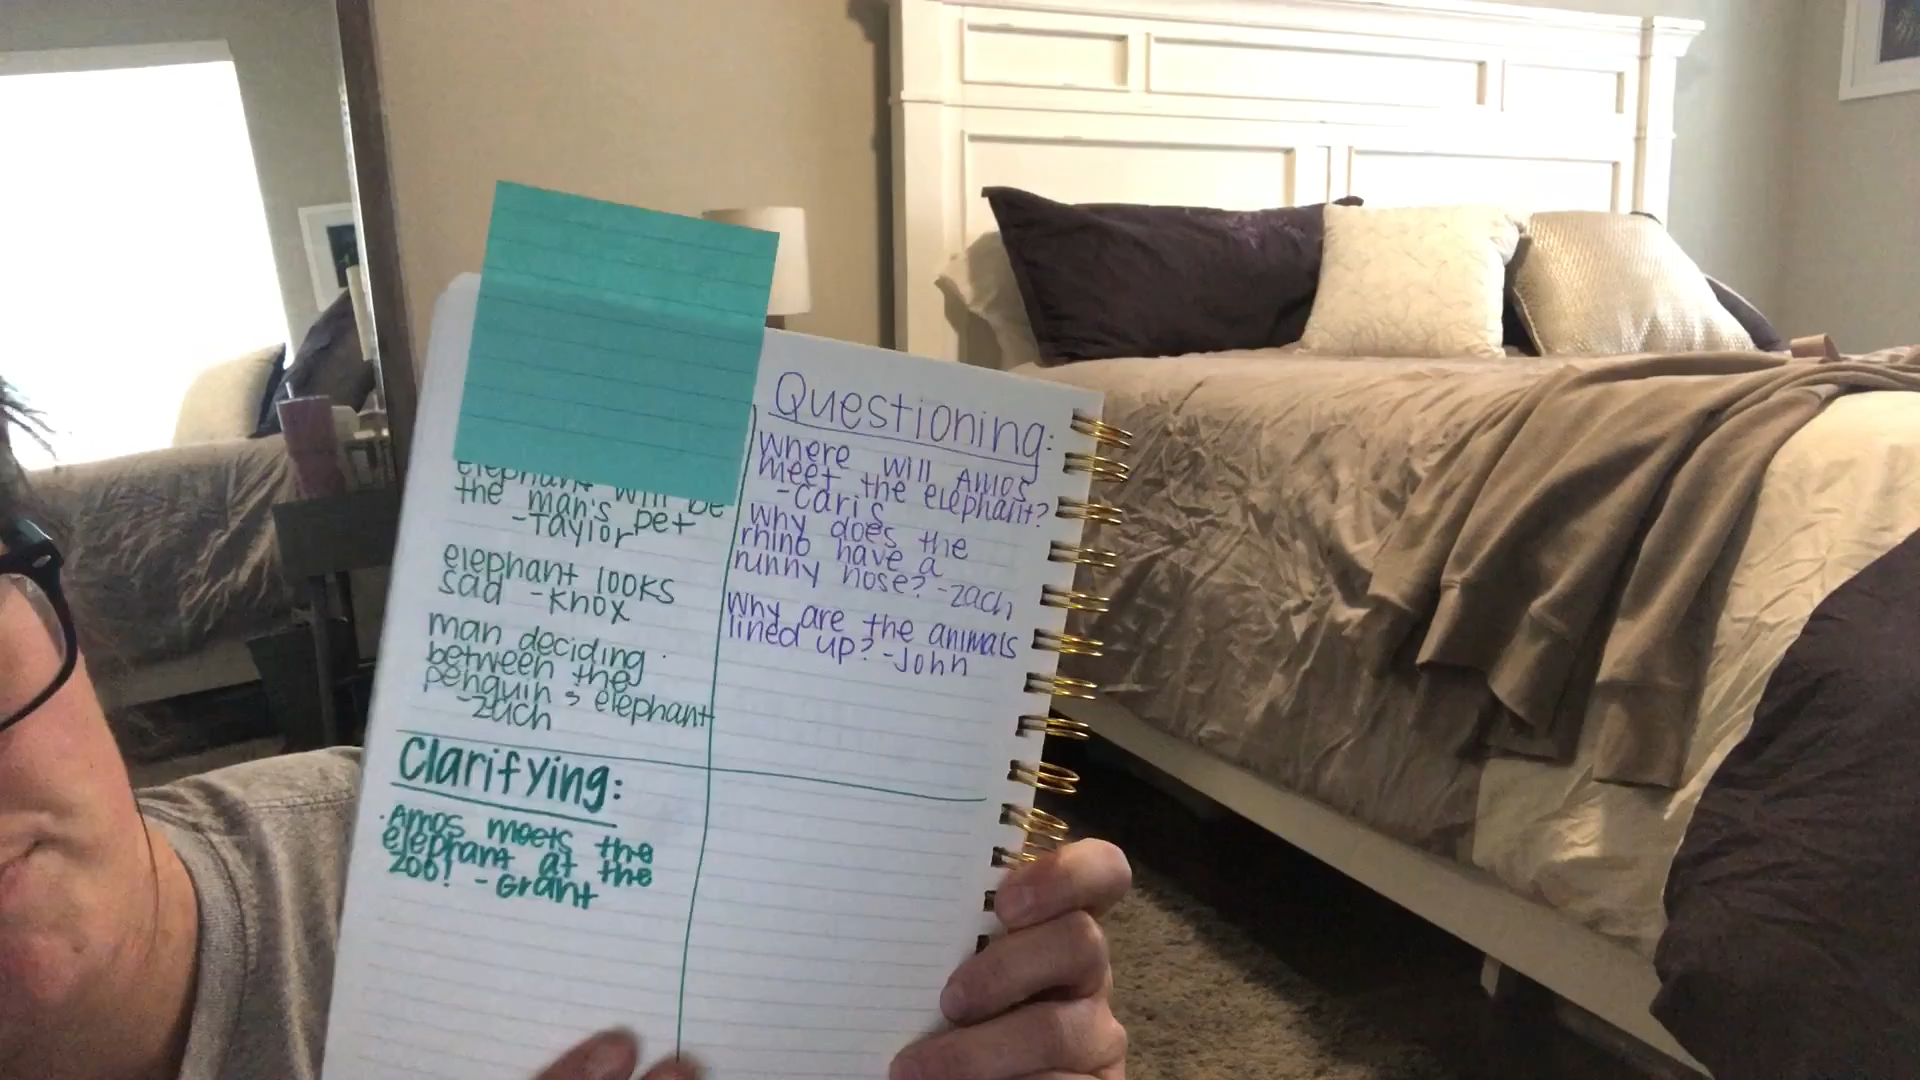 elephant will be
the man's pet
-Taylor
elephant looks
sad -Knox
man deciding
between the
penguin & elephant
-zach
Questioning:
Where will Amos
meet the elephant?
-Caris
why does the
rhino have a
runny nose? -zach
Why are the animals
lined up? -John
Clarifying:
· Amos meets the
elephant at the
zoo! - Grant